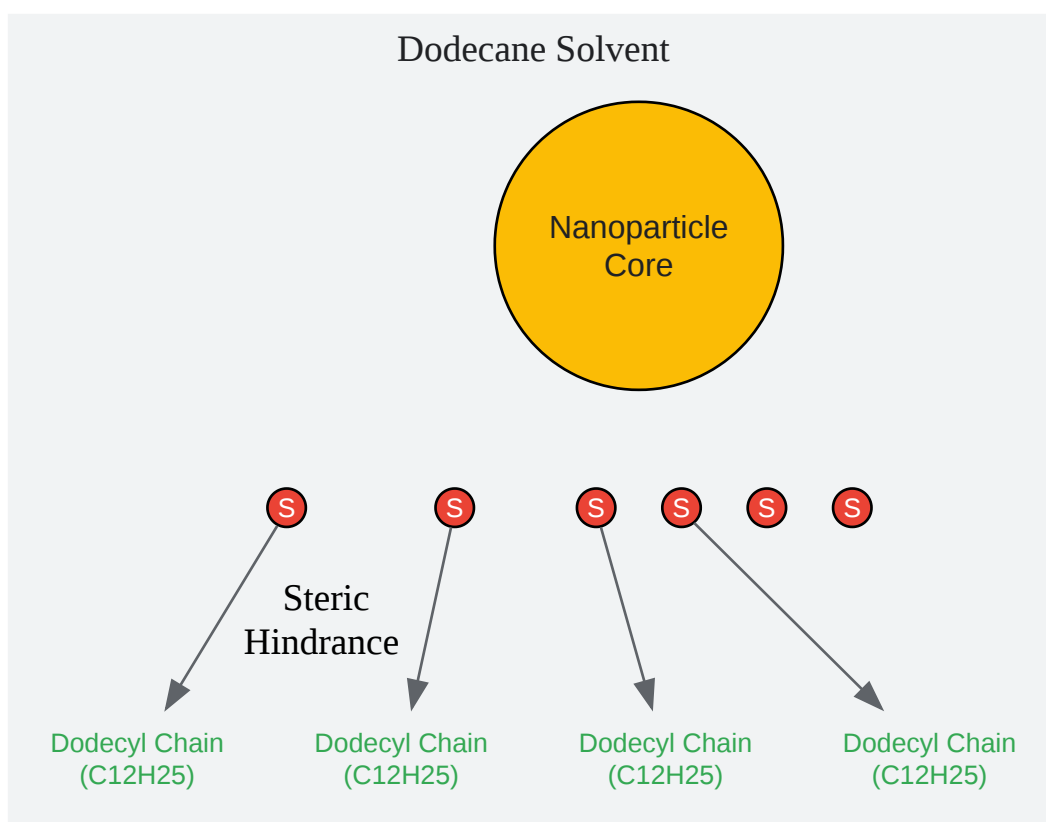 Dodecane Solvent
Nanoparticle
Core
S S S S S S
Steric
Hindrance
Dodecyl Chain Dodecyl Chain Dodecyl Chain Dodecyl Chain
(C12H25) (C12H25) (C12H25) (C12H25)